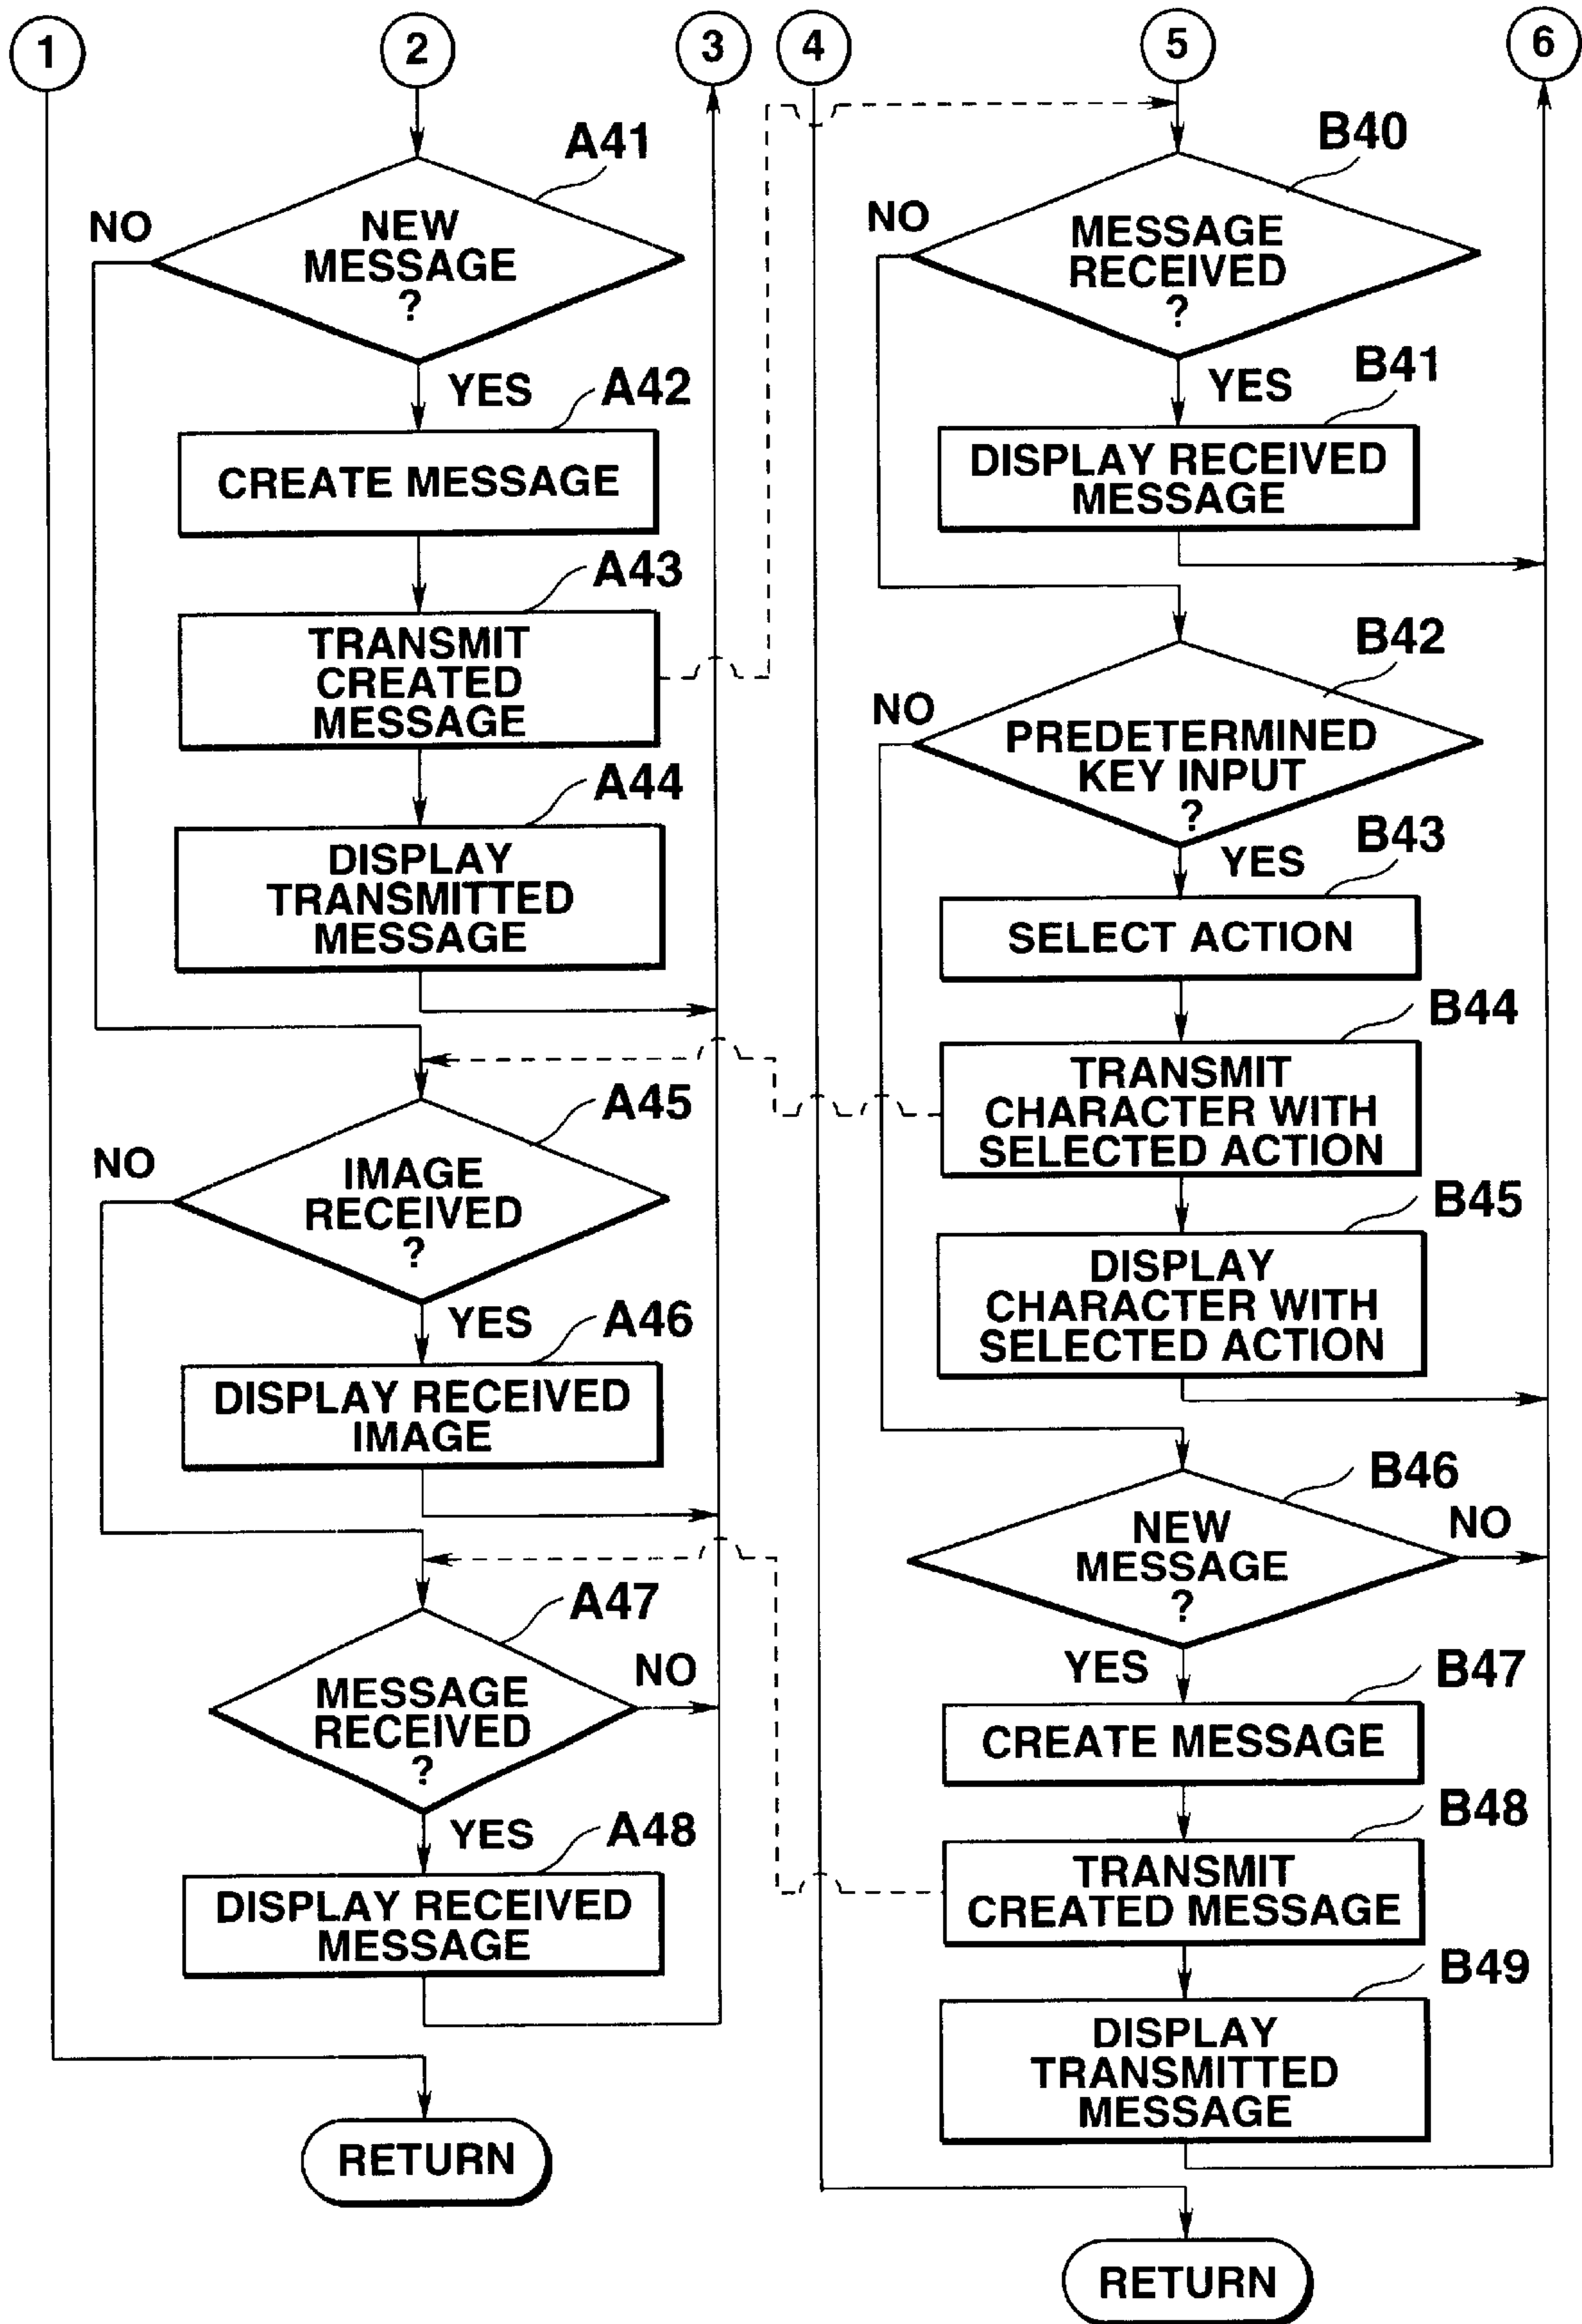 1
2
3
4
5
6
A41
NO
NEW
MESSAGE
?
YES
A42
CREATE MESSAGE
A43
TRANSMIT
CREATED
MESSAGE
A44
DISPLAY
TRANSMITTED
MESSAGE
A45
NO
IMAGE
RECEIVED
?
YES
A46
DISPLAY RECEIVED
IMAGE
A47
NO
MESSAGE
RECEIVED
?
YES
A48
DISPLAY RECEIVED
MESSAGE
RETURN
B40
NO
MESSAGE
RECEIVED
?
YES
B41
DISPLAY RECEIVED
MESSAGE
B42
NO
PREDETERMINED
KEY INPUT
?
YES
B43
SELECT ACTION
B44
TRANSMIT
CHARACTER WITH
SELECTED ACTION
B45
DISPLAY
CHARACTER WITH
SELECTED ACTION
B46
NO
NEW
MESSAGE
?
YES
B47
CREATE MESSAGE
B48
TRANSMIT
CREATED MESSAGE
B49
DISPLAY
TRANSMITTED
MESSAGE
RETURN